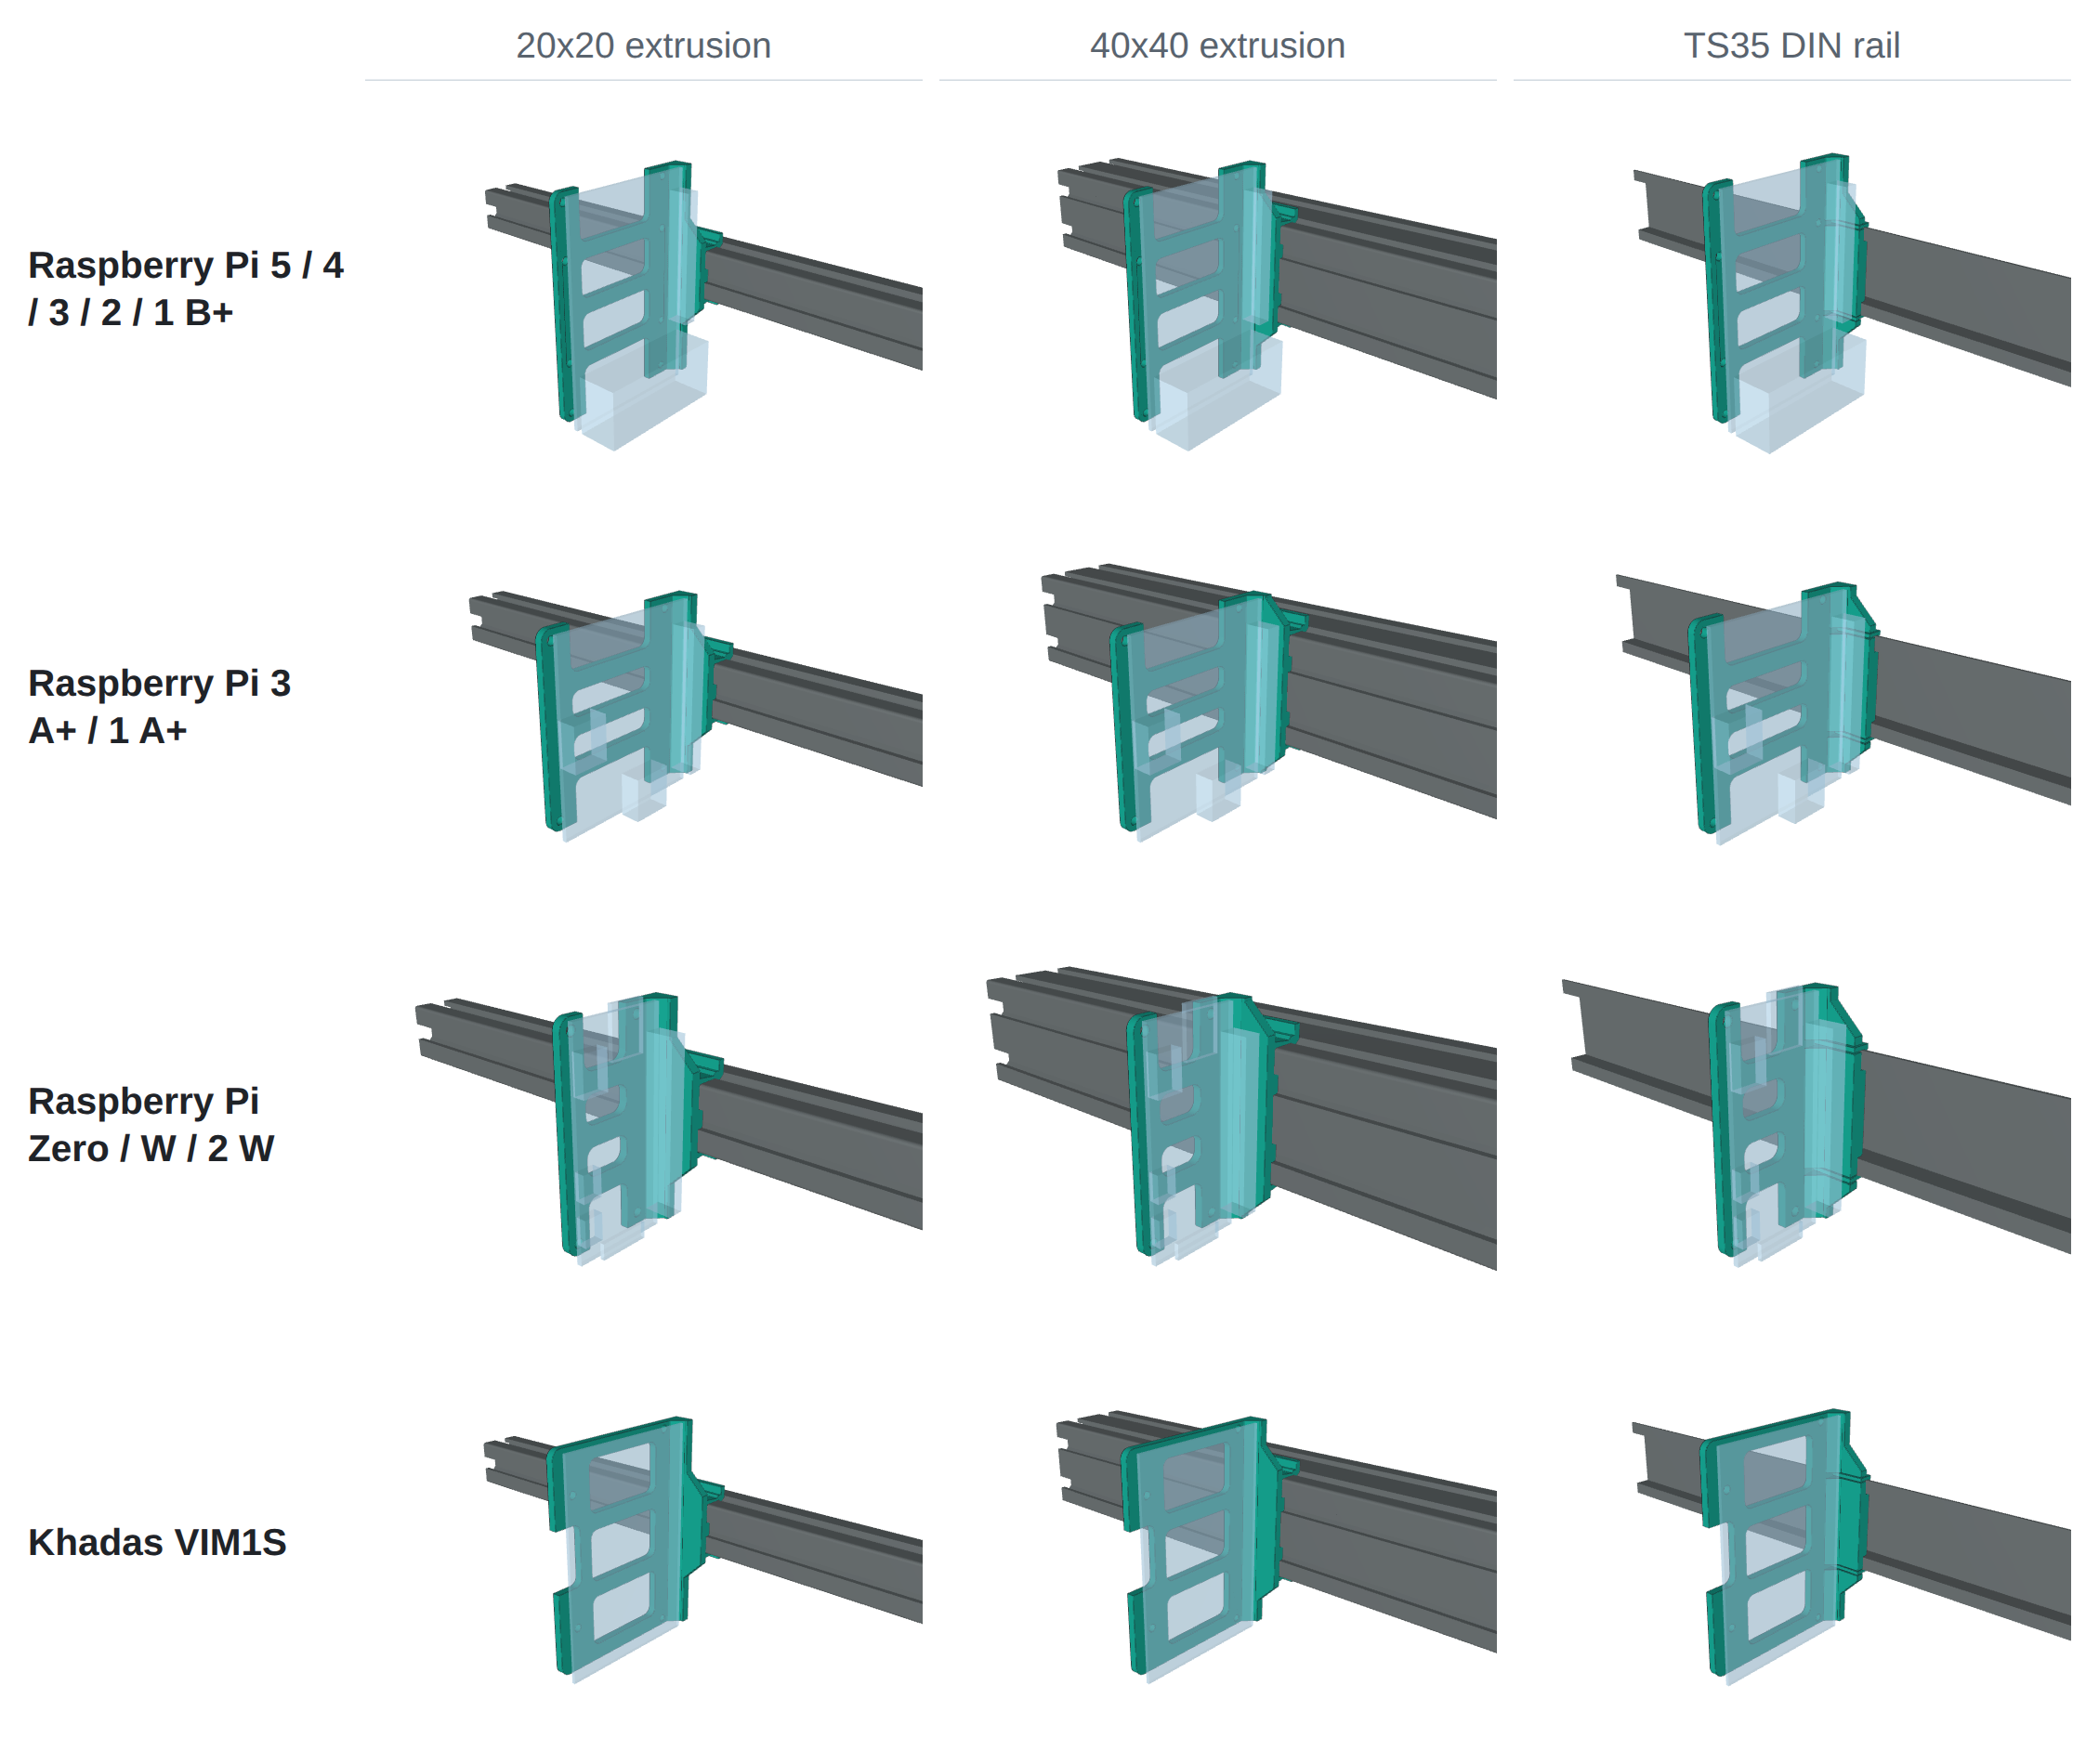 20x20 extrusion
40x40 extrusion
TS35 DIN rail
Raspberry Pi 5 / 4
/ 3 / 2 / 1 B+
Raspberry Pi 3
A+ / 1 A+
Raspberry Pi
Zero / W / 2 W
Khadas VIM1S